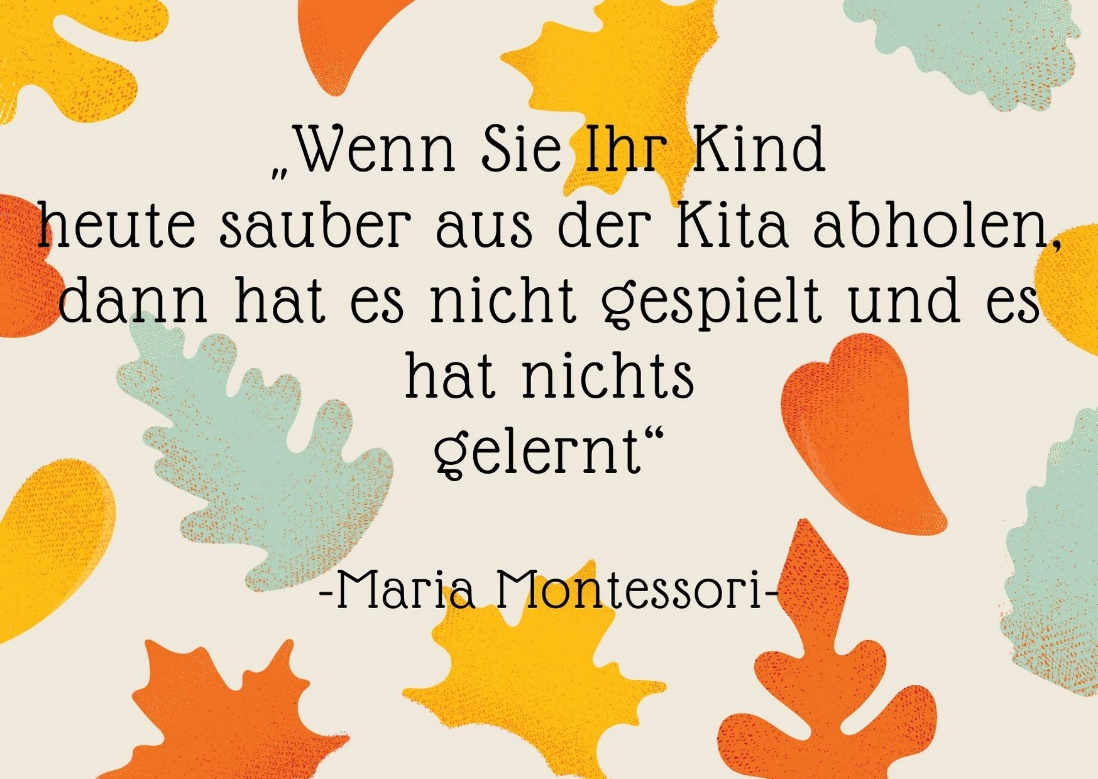 „Wenn Sie Ihr Kind
heute sauber aus der Kita abholen,
dann hat es nicht gespielt und es
hat nichts
gelernt“
-Maria Montessori-